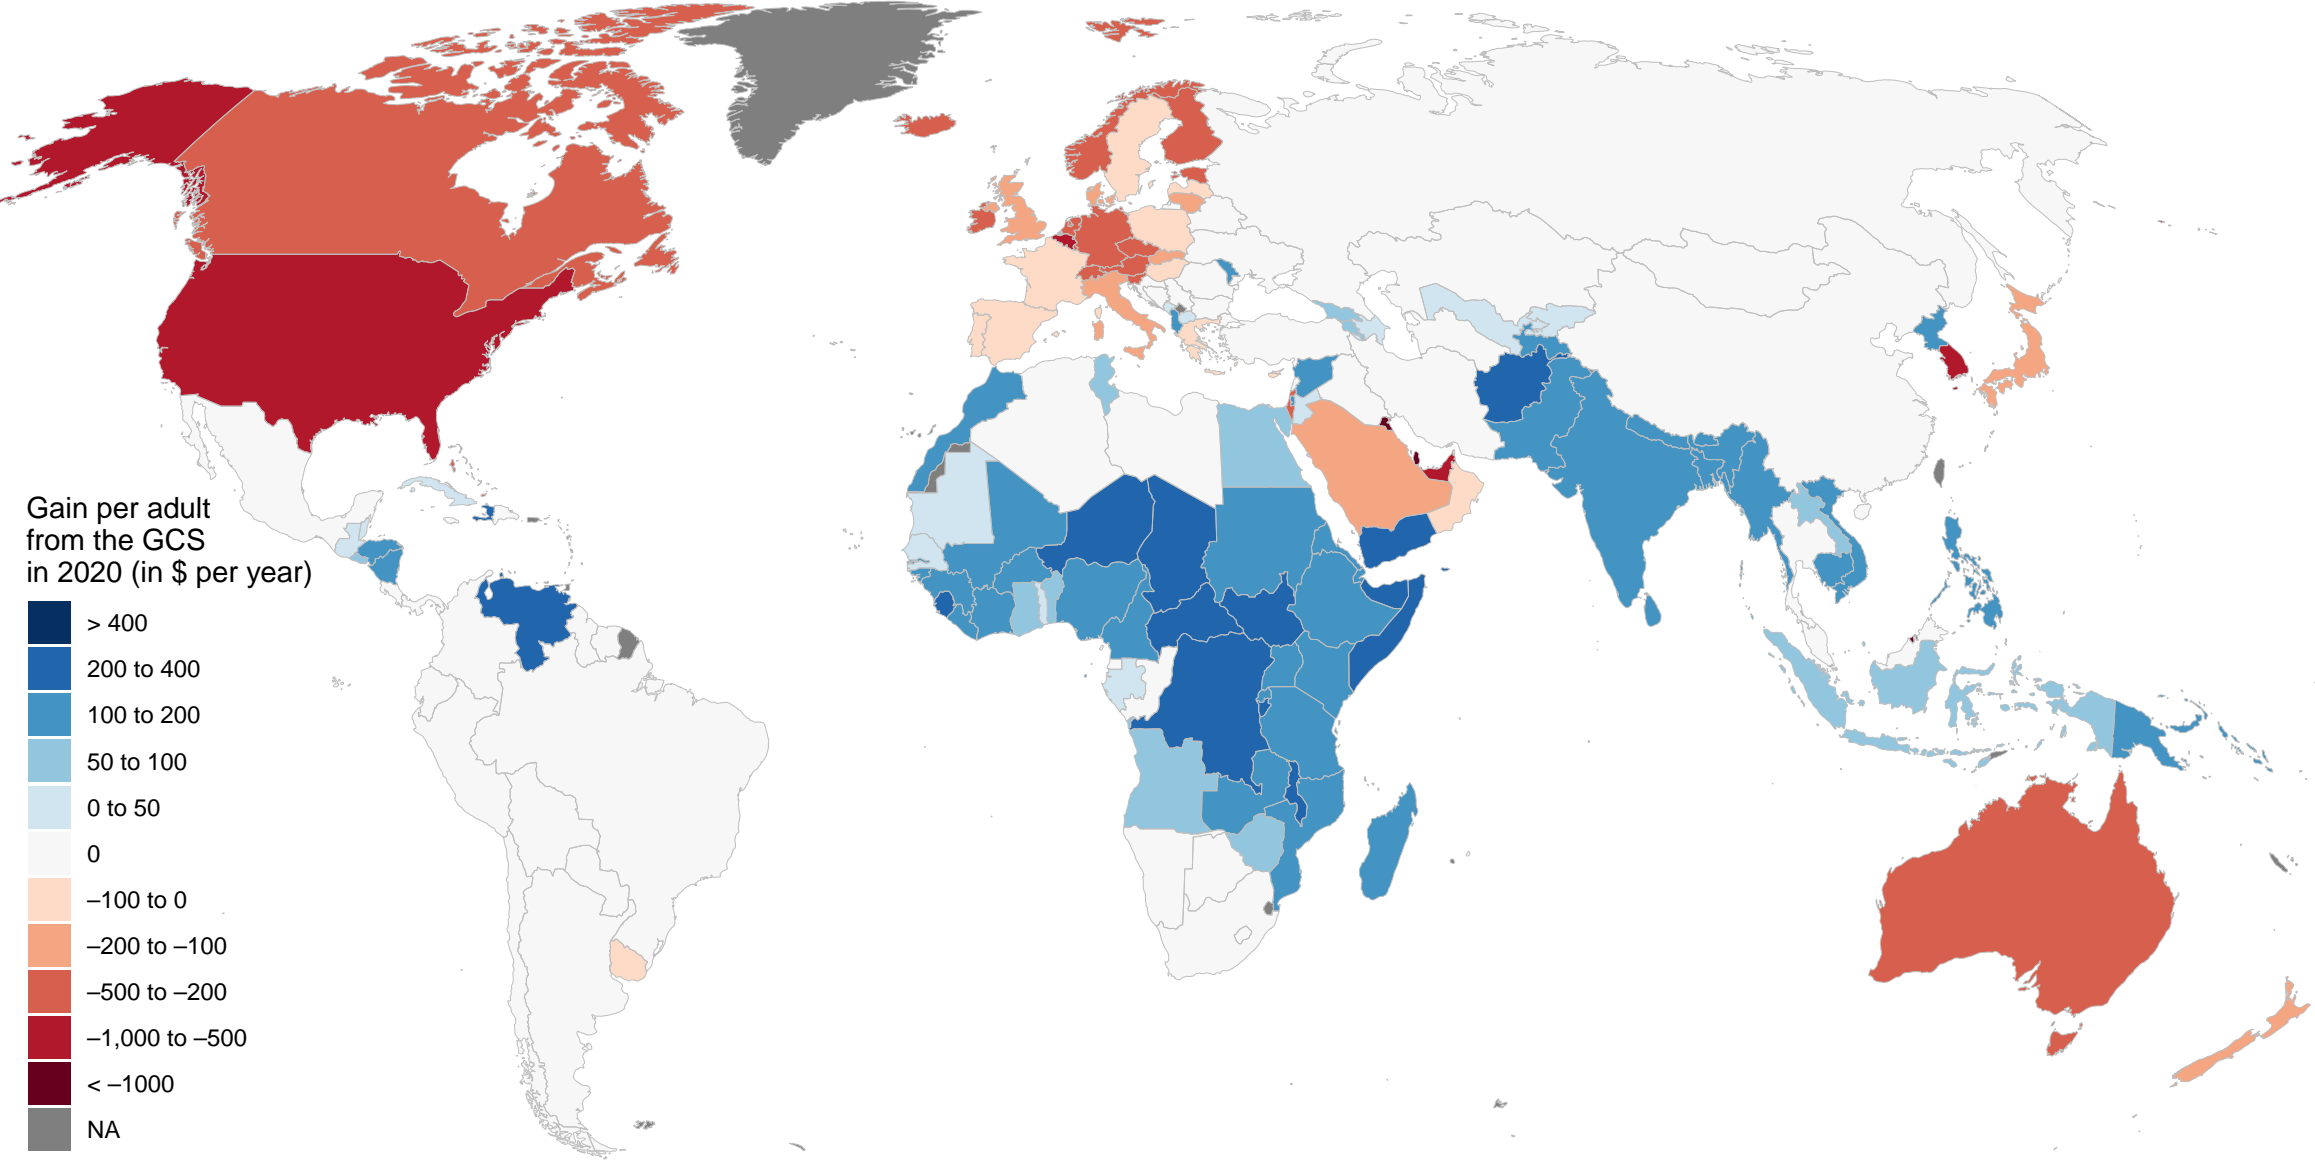 Gain per adult
from the GCS
in 2020 (in $ per year)
> 400
200 to 400
100 to 200
50 to 100
0 to 50
0
–100 to 0
–200 to –100
–500 to –200
–1,000 to –500
< –1000
NA